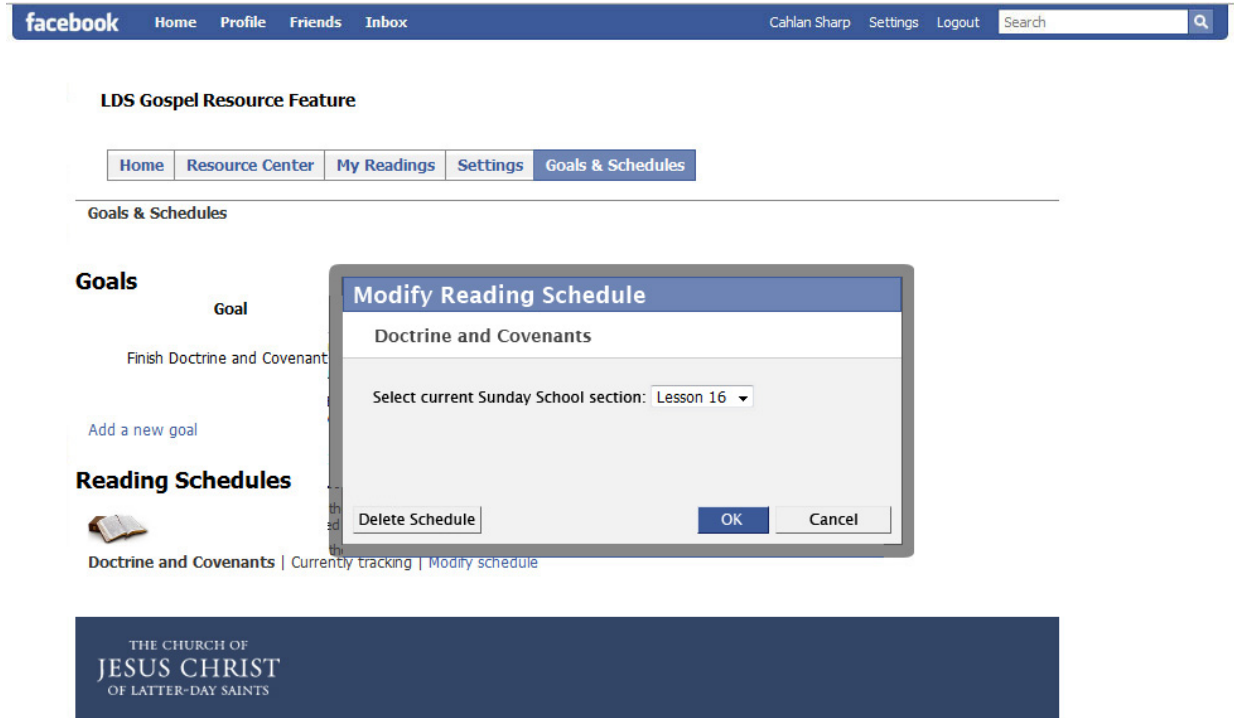 facebook Home Profile Friends Inbox Cahlan Sharp Settings Logout Search
LDS Gospel Resource Feature
Home Resource Center My Readings Settings Goals & Schedules
Goals & Schedules
Goals
Goal
Finish Doctrine and Covenant
Add a new goal
Modify Reading Schedule
Doctrine and Covenants
Select current Sunday School section: Lesson 16
Delete Schedule OK Cancel
Reading Schedules
Doctrine and Covenants | Currently tracking | Modify schedule
THE CHURCH OF
JESUS CHRIST
OF LATTER-DAY SAINTS